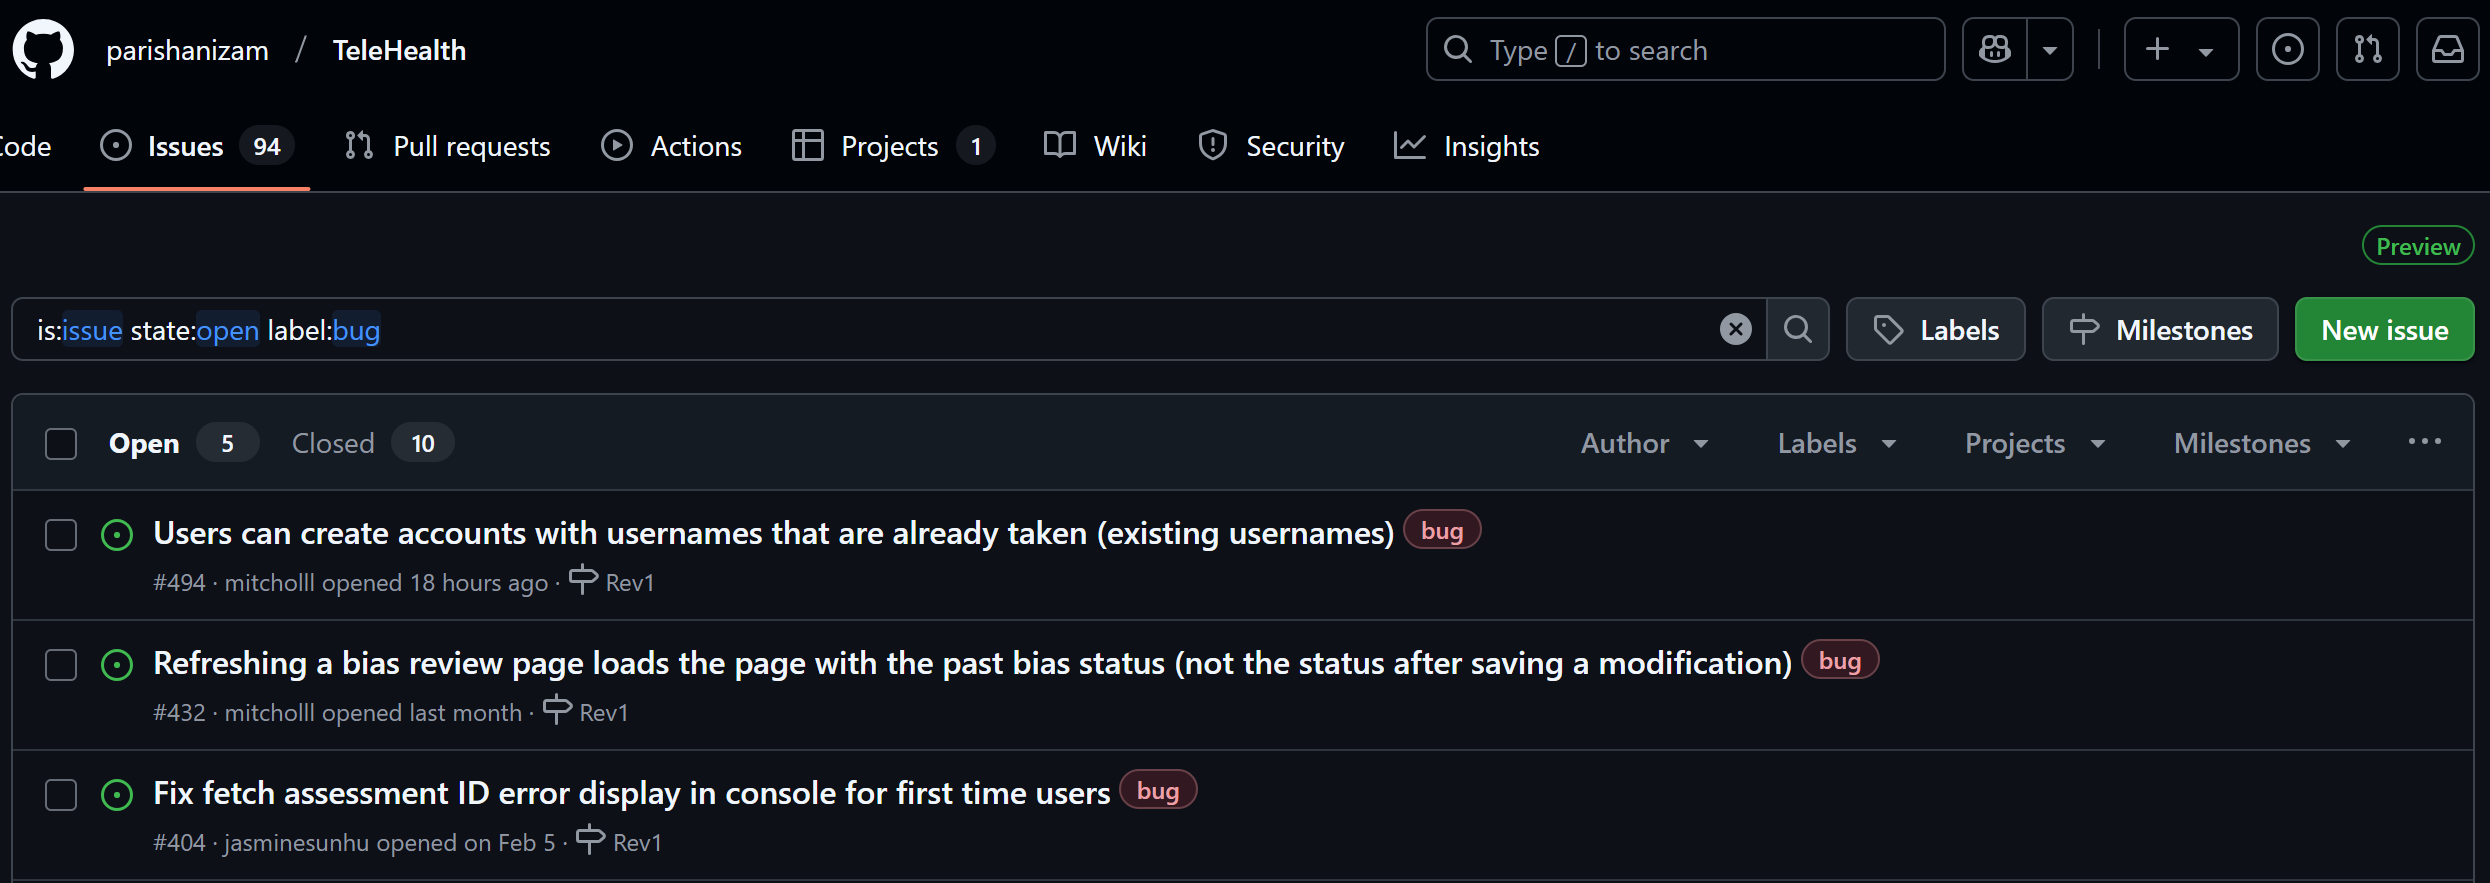 parishanizam / TeleHealth
Type / to search
Code Issues 94 Pull requests Actions Projects 1 Wiki Security Insights
Preview
is:issue state:open label:bug
Labels Milestones New issue
Open 5 Closed 10 Author Labels Projects Milestones
Users can create accounts with usernames that are already taken (existing usernames) bug
#494 · mitcholll opened 18 hours ago · Rev1
Refreshing a bias review page loads the page with the past bias status (not the status after saving a modification) bug
#432 · mitcholll opened last month · Rev1
Fix fetch assessment ID error display in console for first time users bug
#404 · jasminesunhu opened on Feb 5 · Rev1